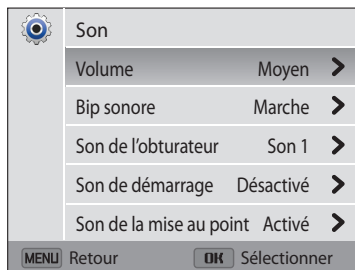 Son
Volume Moyen
Bip sonore Marche
Son de l'obturateur Son 1
Son de démarrage Désactivé
Son de la mise au point Activé
MENU Retour OK Sélectionner